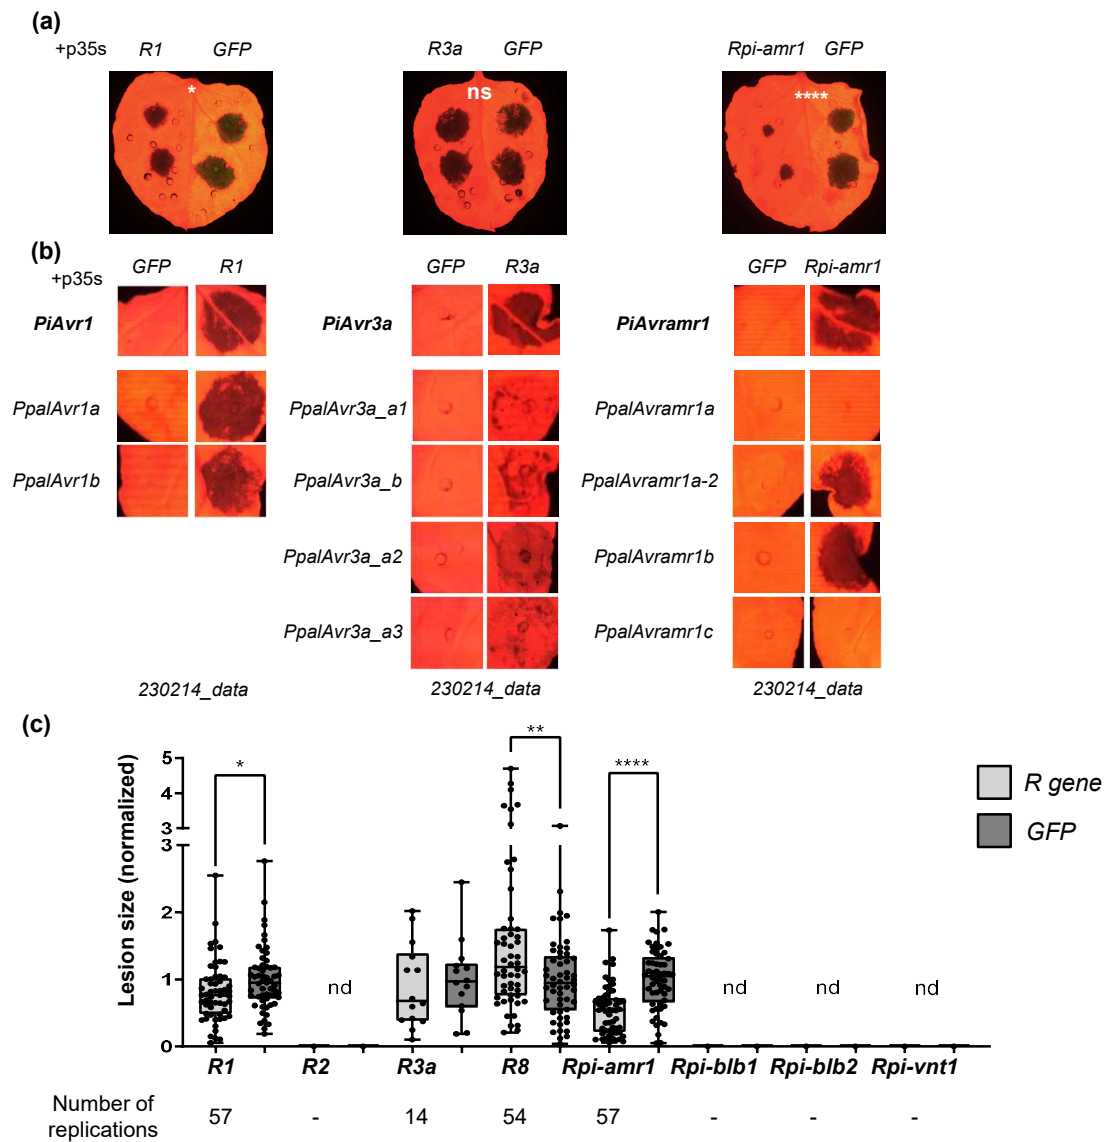 (a)
+p35s R1 GFP R3a GFP Rpi-amr1 GFP
* ns ****
(b)
+p35s GFP R1 GFP R3a GFP Rpi-amr1
PiAvr1 PiAvr3a PiAvramr1
PpalAvr1a PpalAvr3a_a1 PpalAvramr1a
PpalAvr1b PpalAvr3a_b PpalAvramr1a-2
PpalAvr3a_a2 PpalAvramr1b
PpalAvr3a_a3 PpalAvramr1c
230214_data 230214_data 230214_data
(c)
Lesion size (normalized)
5
4
3
3
2
1
0
* ** ****
nd nd nd nd
R gene
GFP
R1 R2 R3a R8 Rpi-amr1 Rpi-blb1 Rpi-blb2 Rpi-vnt1
Number of
replications
57 - 14 54 57 - - -